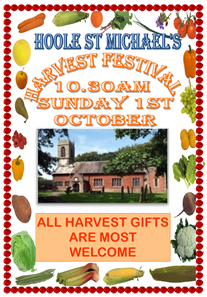 HOOLE ST MICHAEL'S
HARVEST FESTIVAL
10.30AM
SUNDAY 1ST
OCTOBER
ALL HARVEST GIFTS
ARE MOST
WELCOME